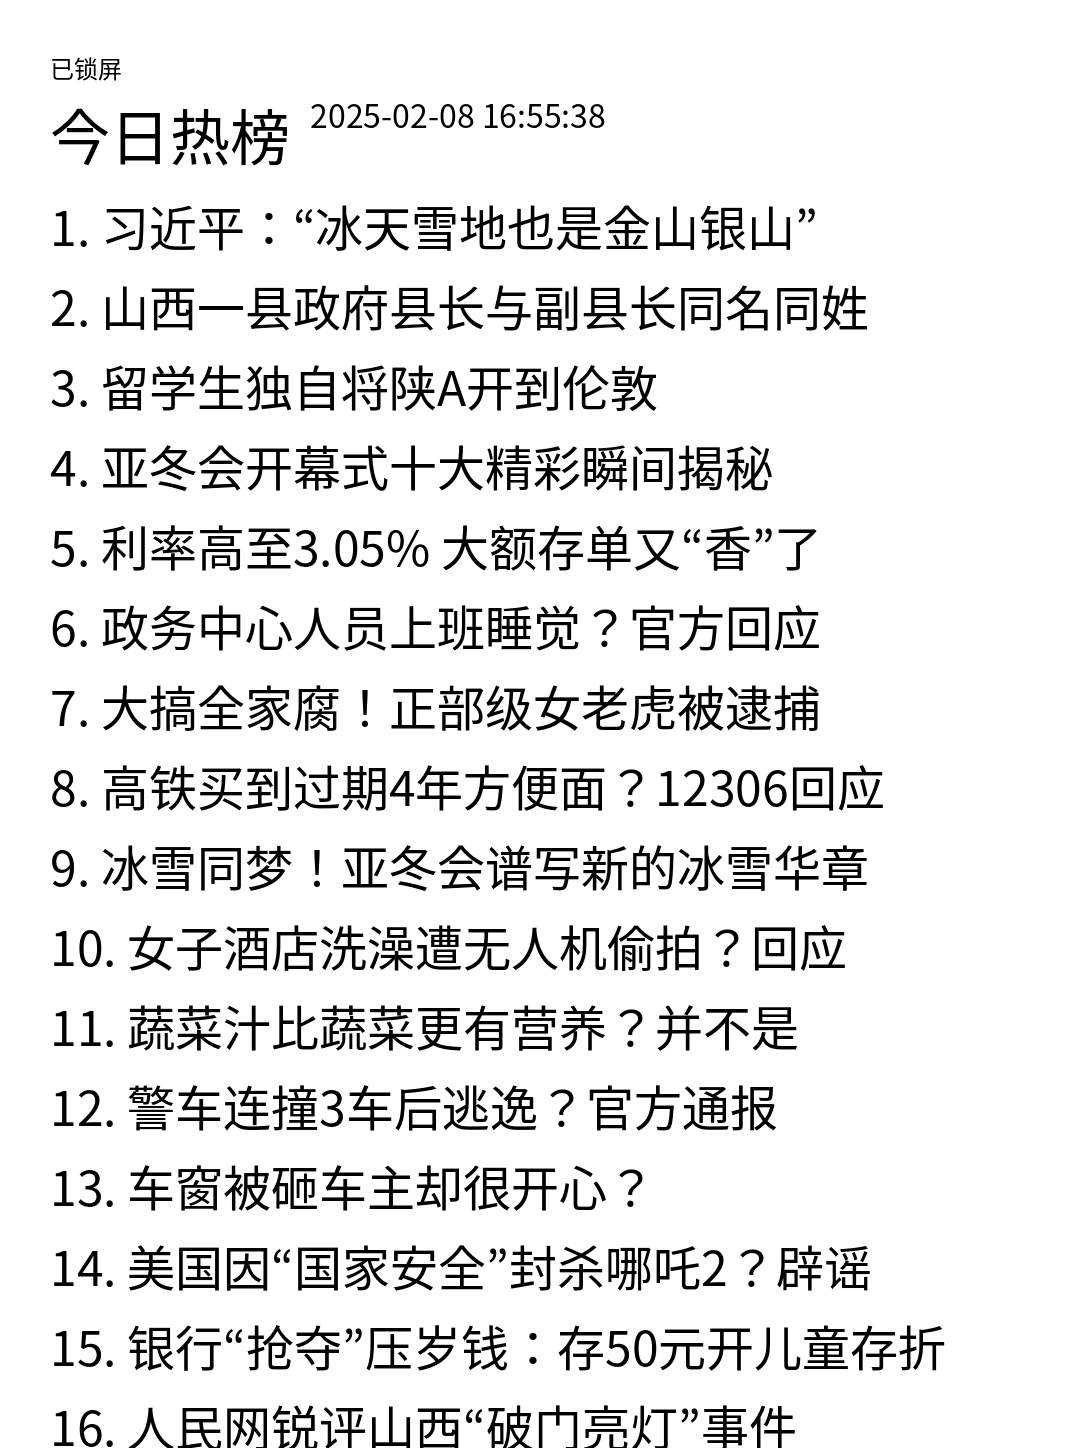 已锁屏
今日热榜 2025-02-08 16:55:38
1. 习近平：“冰天雪地也是金山银山”
2. 山西一县政府县长与副县长同名同姓
3. 留学生独自将陕A开到伦敦
4. 亚冬会开幕式十大精彩瞬间揭秘
5. 利率高至3.05% 大额存单又“香”了
6. 政务中心人员上班睡觉？官方回应
7. 大搞全家腐！正部级女老虎被逮捕
8. 高铁买到过期4年方便面？12306回应
9. 冰雪同梦！亚冬会谱写新的冰雪华章
10. 女子酒店洗澡遭无人机偷拍？回应
11. 蔬菜汁比蔬菜更有营养？并不是
12. 警车连撞3车后逃逸？官方通报
13. 车窗被砸车主却很开心？
14. 美国因“国家安全”封杀哪吒2？辟谣
15. 银行“抢夺”压岁钱：存50元开儿童存折
16. 人民网锐评山西“破门亮灯”事件